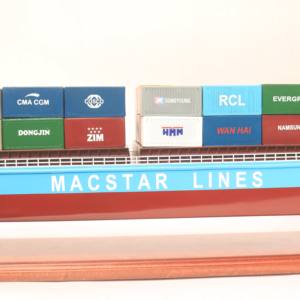 CMA CGM
RCL
EVERGR
DONGJIN
ZIM
HMM
WAN HAI
NAMSUN
MACSTAR LINES